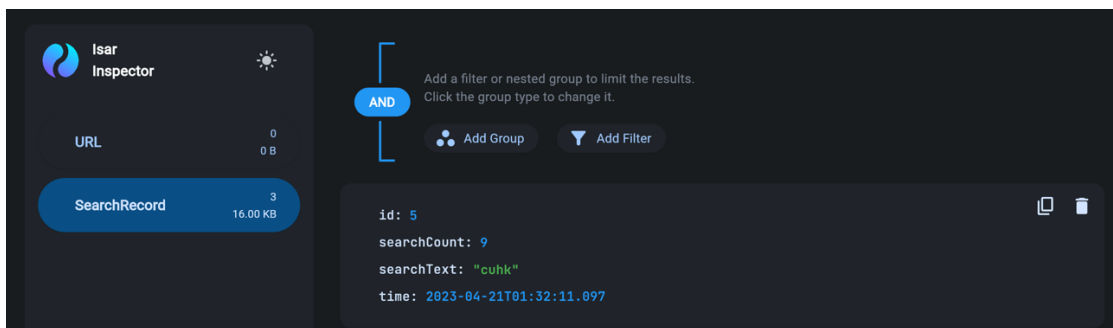 Isar
Inspector
URL
0
0 B
SearchRecord
3
16.00 KB
AND
Add a filter or nested group to limit the results.
Click the group type to change it.
Add Group
Add Filter
id: 5
searchCount: 9
searchText: "cuhk"
time: 2023-04-21T01:32:11.097